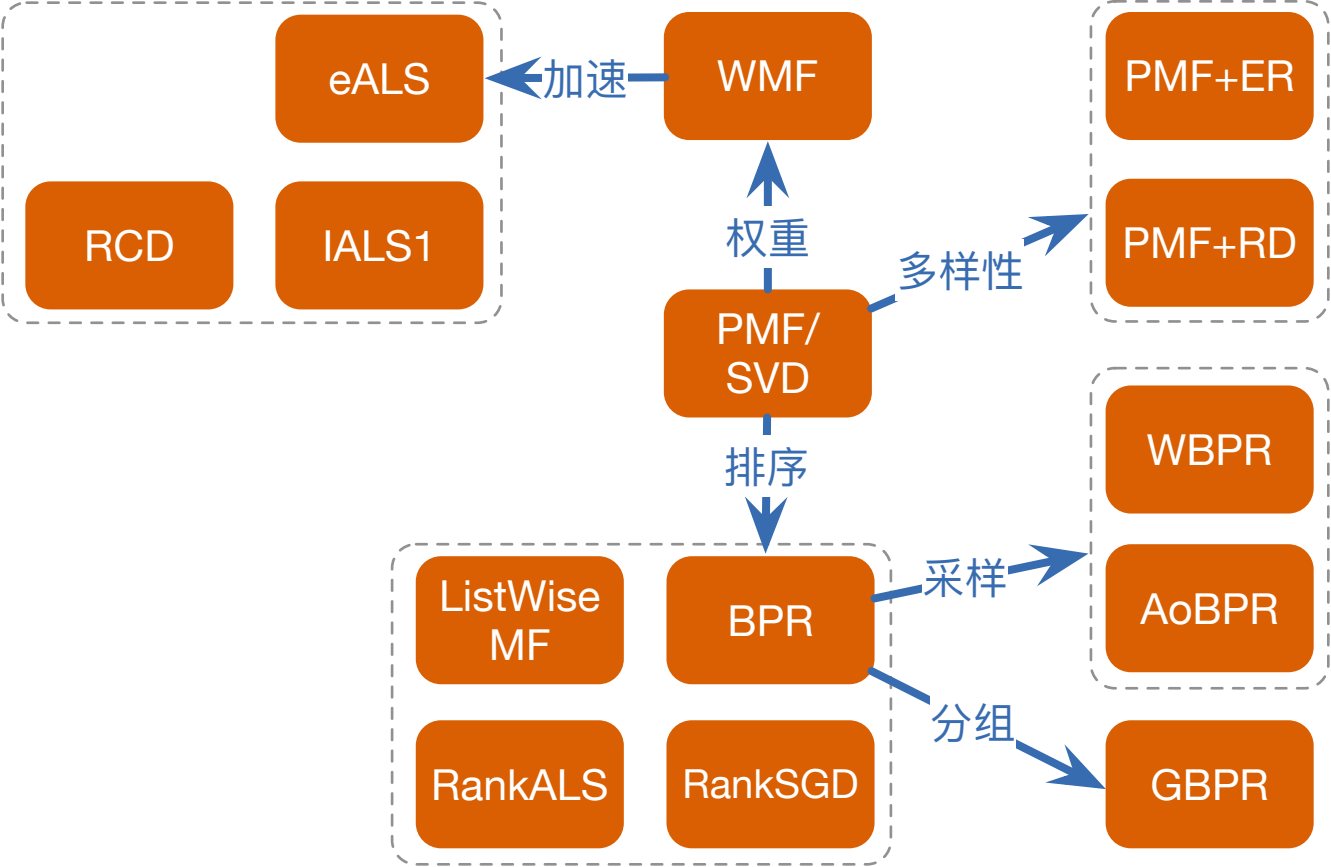 eALS
加速
WMF
PMF+ER
RCD
IALS1
权重
多样性
PMF+RD
PMF/
SVD
排序
WBPR
ListWise
MF
BPR
采样
AoBPR
分组
RankALS
RankSGD
GBPR